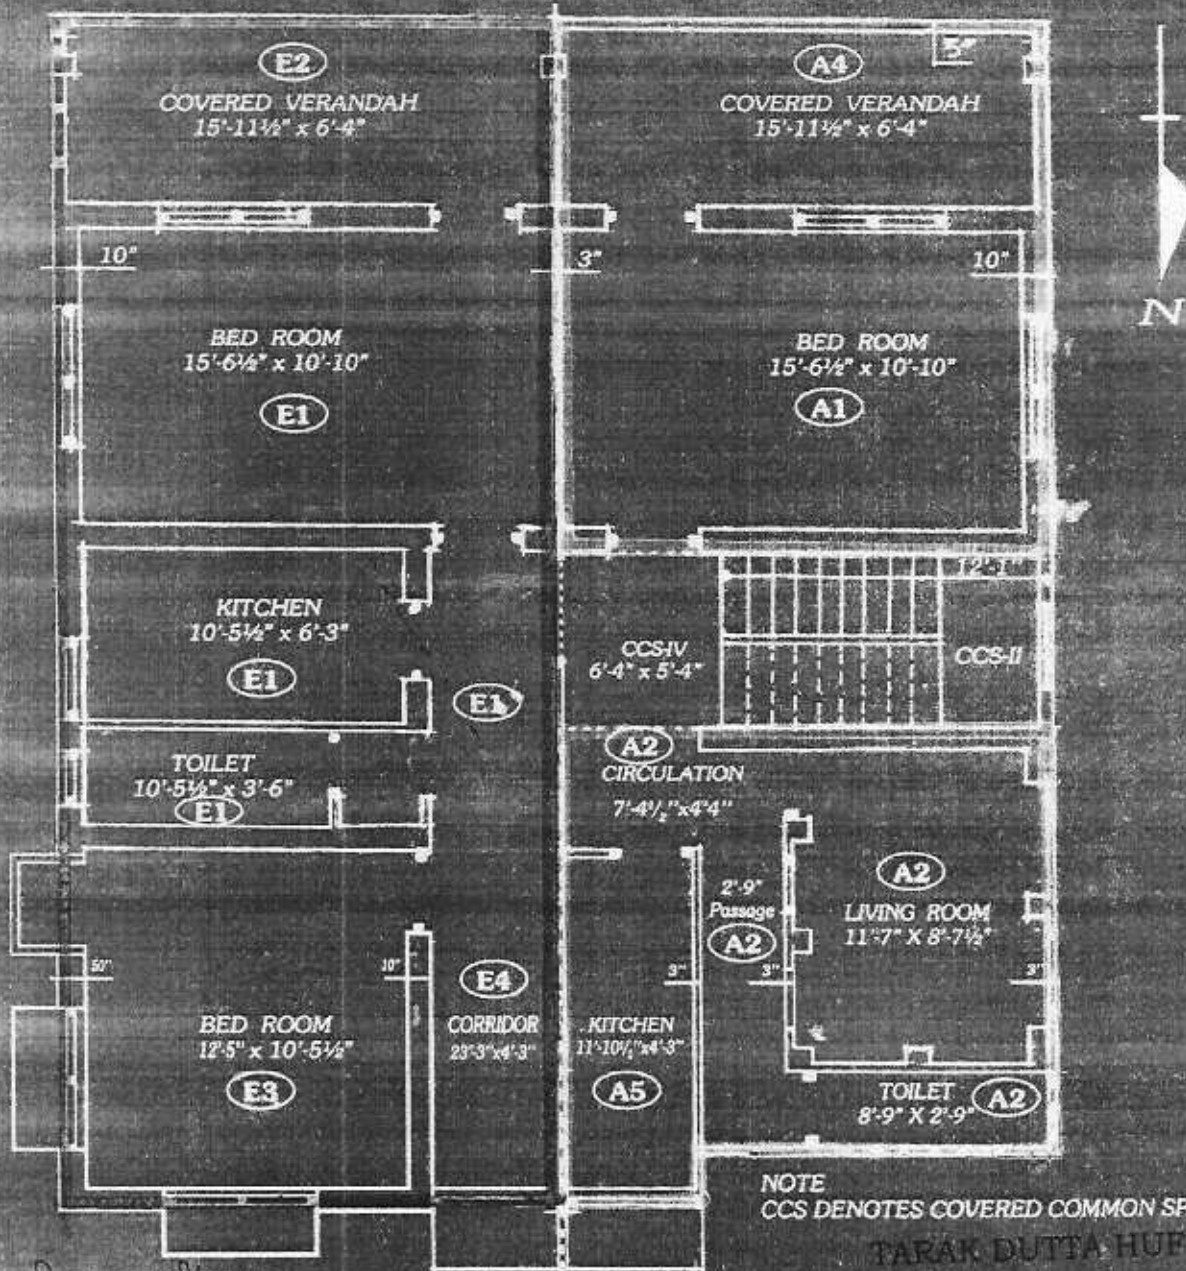 E2
COVERED VERANDAH
15'-11½" x 6'-4"
A4
5"
COVERED VERANDAH
15'-11½" x 6'-4"
10"
3"
10"
N
BED ROOM
15'-6½" x 10'-10"
E1
BED ROOM
15'-6½" x 10'-10"
A1
12'-1"
KITCHEN
10'-5½" x 6'-3"
E1
E1
CCS-IV
6'-4" x 5'-4"
CCS-II
TOILET
10'-5½" x 3'-6"
E1
A2
CIRCULATION
7'-4½"x4'4"
2'-9"
Passage
A2
A2
LIVING ROOM
11'-7" X 8'-7½"
10"
3"
3"
3"
BED ROOM
12'-5" x 10'-5½"
E3
E4
CORRIDOR
23'-3"x4'-3"
KITCHEN
11'-10½"x4'-3"
A5
TOILET
8'-9" X 2'-9"
A2
NOTE
CCS DENOTES COVERED COMMON SP
TARAK DUTTA HUF